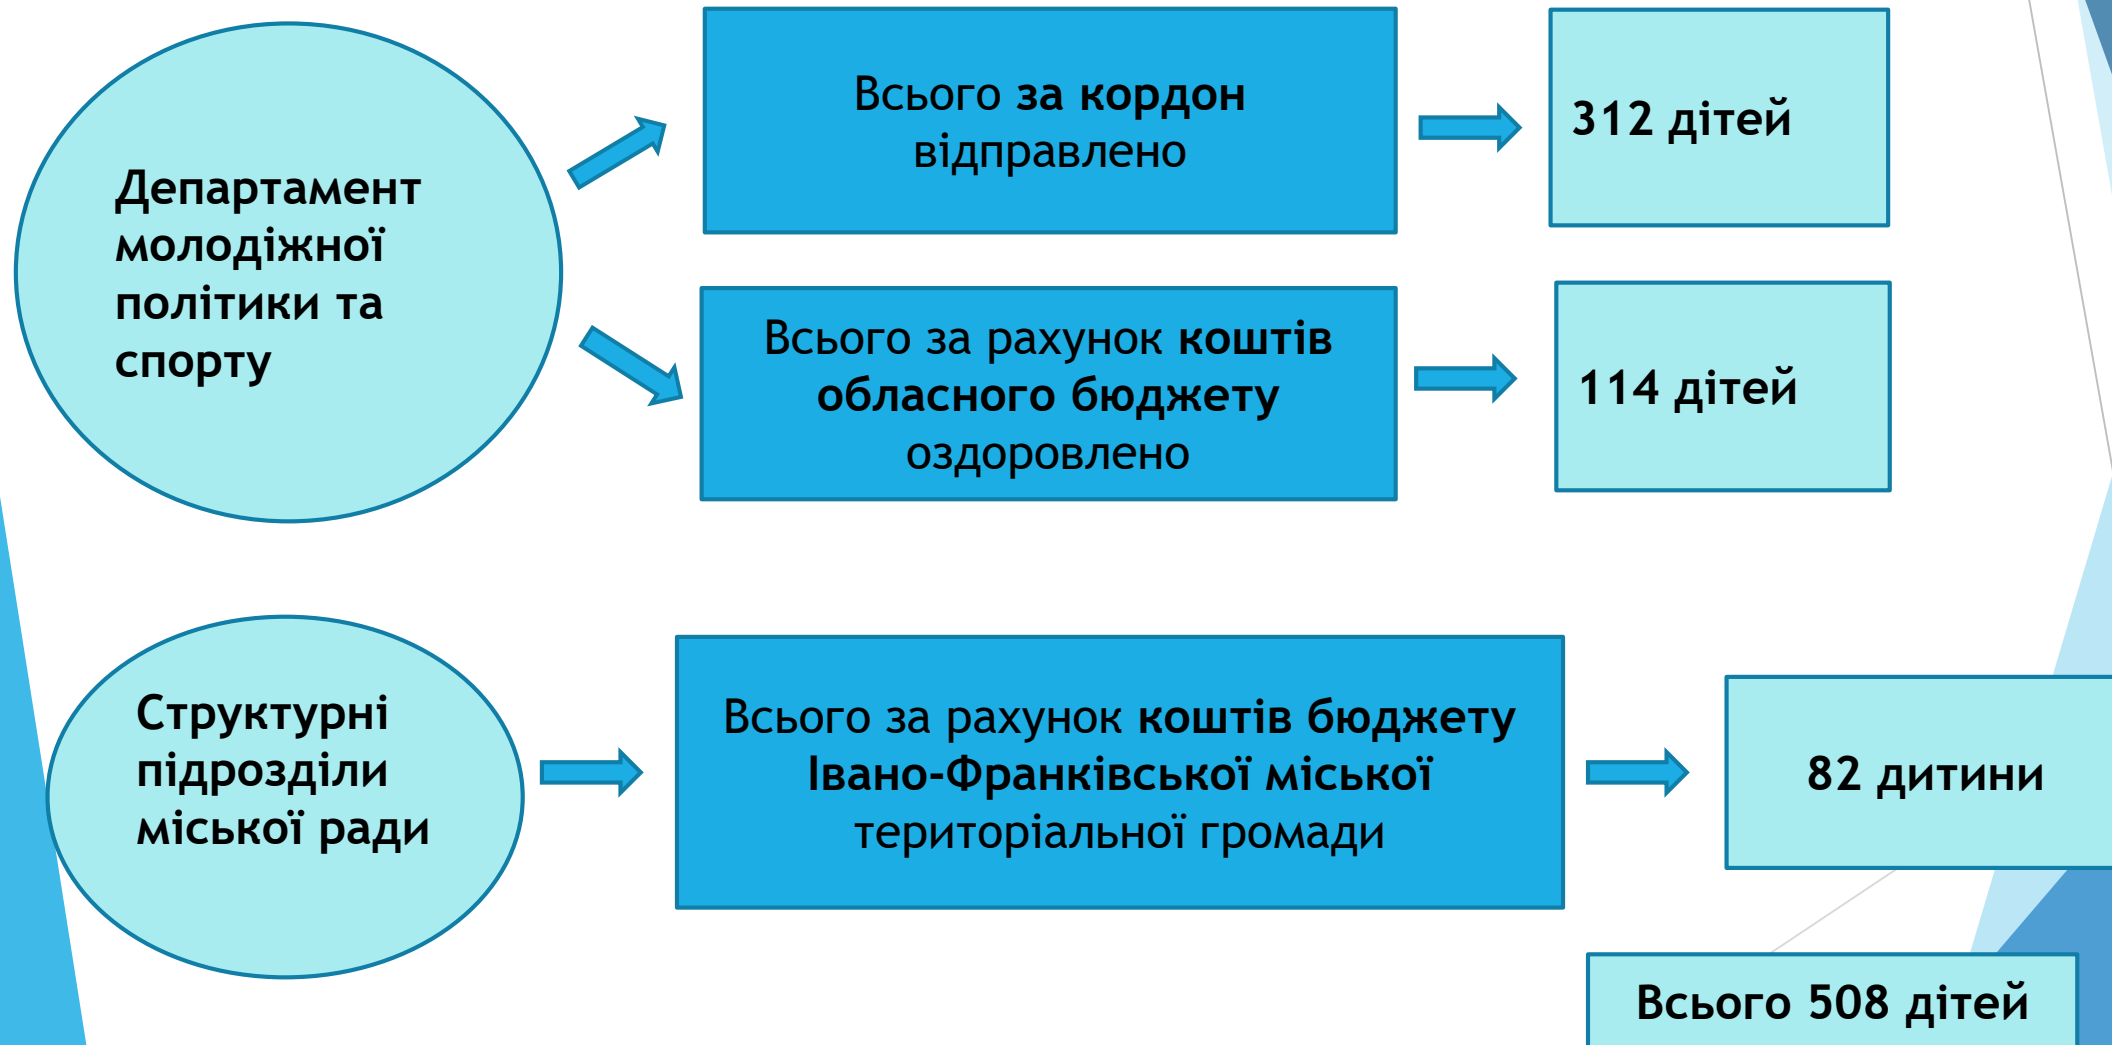 Департамент
молодіжної
політики та
спорту
Всього за кордон
відправлено
312 дітей
Всього за рахунок коштів
обласного бюджету
оздоровлено
114 дітей
Структурні
підрозділи
міської ради
Всього за рахунок коштів бюджету
Івано-Франківської міської
територіальної громади
82 дитини
Всього 508 дітей